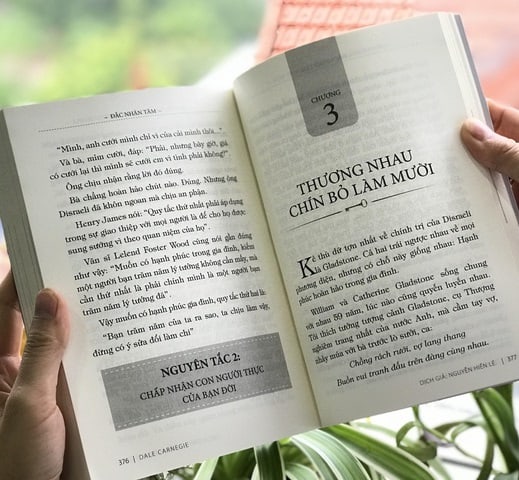 – ĐẮC NHÂN TÂM –
“Mình, anh cưới mình chỉ vì của cải mình thôi...”
Và bà, mỉm cười, đáp: “Phải, nhưng bây giờ, giá
có cưới lại thì mình sẽ cưới em vì tình phải không?”
Ông chịu nhận rằng lời đó đúng.
Bà chẳng hoàn hảo chút nào. Đúng. Nhưng ông
Disraeli đã khôn ngoan mà chịu an phận.
Henry James nói: “Quy tắc thứ nhất phải áp dụng
trong sự giao thiệp với mọi người là để cho họ được
sung sướng vì theo quan niệm của họ”.
Văn sĩ Lelend Foster Wood cũng nói gần đúng
như vậy: “Muốn có hạnh phúc trong gia đình, kiếm
một người bạn trăm năm lý tưởng không cần mấy, mà
cần thứ nhất là phải chính mình là một người bạn
trăm năm lý tưởng đã”.
Vậy muốn có hạnh phúc gia đình, quy tắc thứ hai là:
“Bạn trăm năm của ta ra sao, ta chịu làm vậy,
đừng có ý sửa đổi làm chi”
NGUYÊN TẮC 2:
CHẤP NHẬN CON NGƯỜI THỰC
CỦA BẠN ĐỜI
376 | DALE CARNEGIE
CHƯƠNG
3
THƯƠNG NHAU
CHÍN BỎ LÀM MƯỜI
Kẻ thù dữ tợn nhất về chính trị của Disraeli
là Gladstone. Cả hai trái ngược nhau về mọi
phương diện, nhưng có chỗ này giống nhau: Hạnh
phúc hoàn hảo trong gia đình.
William và Catherine Gladstone sống chung
với nhau 59 năm, lúc nào cũng quyến luyến nhau.
Tôi thích tưởng tượng cảnh Gladstone, cụ Thượng
nghiêm trang nhất của nước Anh, mà cầm tay vợ,
nhảy múa với bà trước lò sưởi, ca:
Chồng rách rưới, vợ lang thang
Buồn vui tranh đấu trên đàng cùng nhau.
DỊCH GIẢ: NGUYỄN HIẾN LÊ | 377